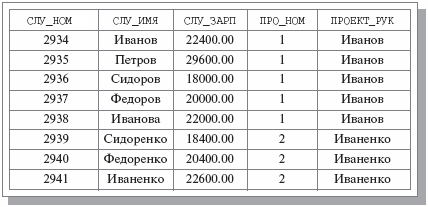 СЛУ_НОМ СЛУ_ИМЯ СЛУ_ЗАРП ПРО_НОМ ПРОЕКТ_РУК
2934 Иванов 22400.00 1 Иванов
2935 Петров 29600.00 1 Иванов
2936 Сидоров 18000.00 1 Иванов
2937 Федоров 20000.00 1 Иванов
2938 Иванова 22000.00 1 Иванов
2939 Сидоренко 18400.00 2 Иваненко
2940 Федоренко 20400.00 2 Иваненко
2941 Иваненко 22600.00 2 Иваненко